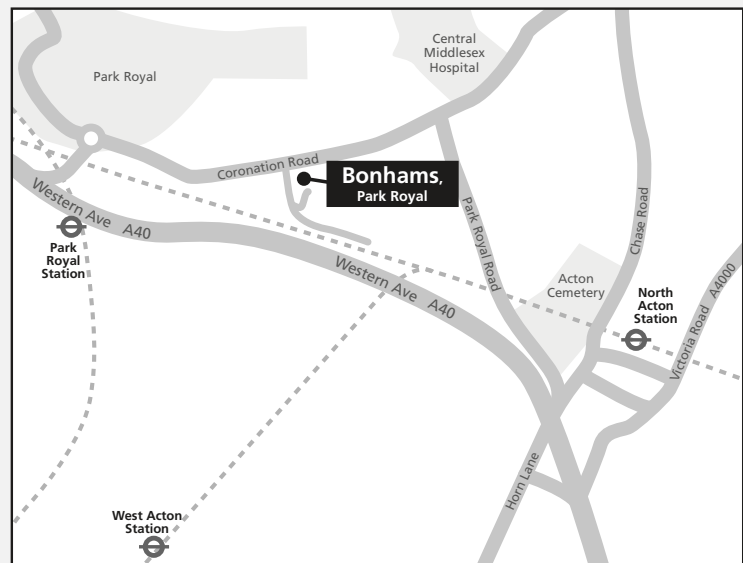 Central
Middlesex
Hospital
Park Royal
Coronation Road
Bonhams,
Park Royal
Western Ave A40
Park
Royal
Station
Park Royal Road
Chase Road
Western Ave A40
Acton
Cemetery
North
Acton
Station
Victoria Road A4000
Horn Lane
West Acton
Station